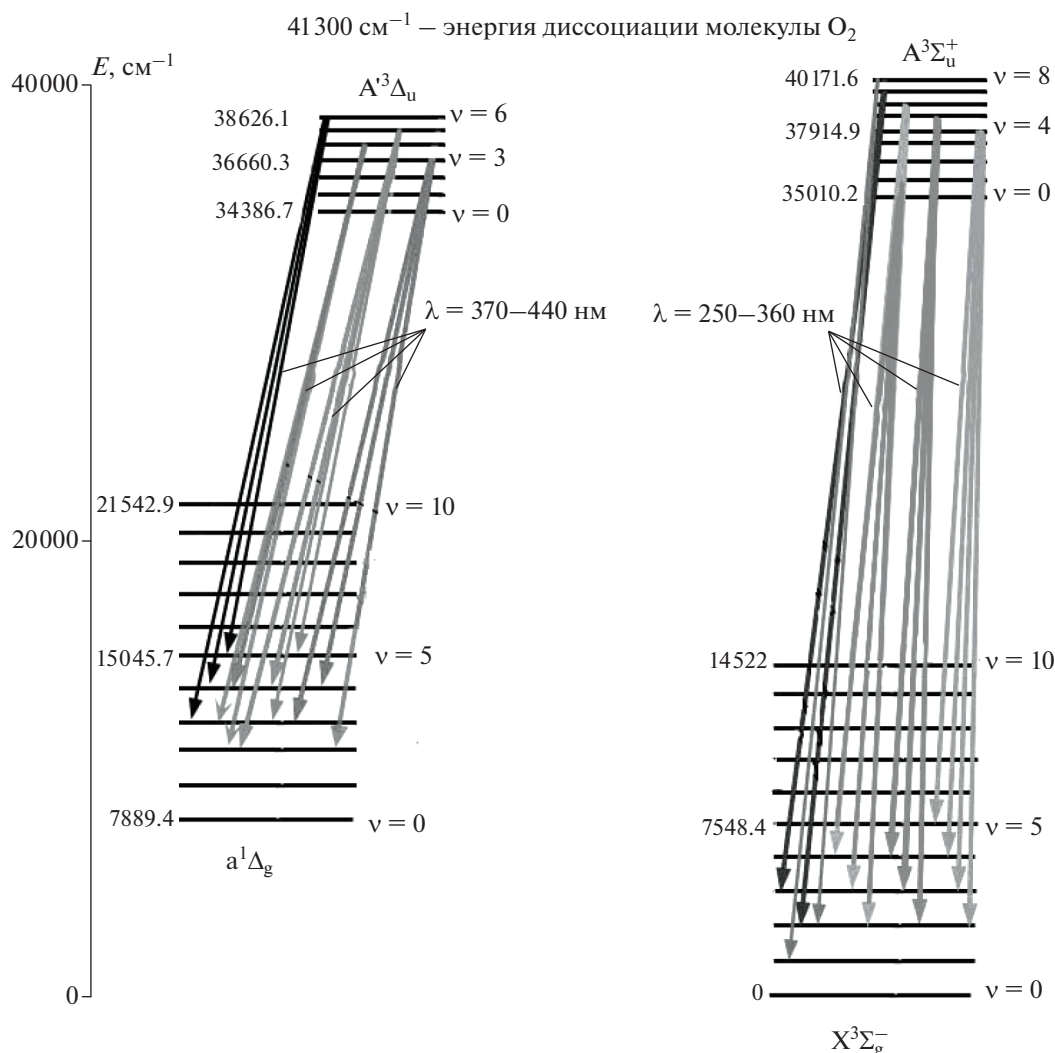 41300 см⁻¹ – энергия диссоциации молекулы O₂
E, см⁻¹
40000
20000
0
A'³Δᵤ
38626.1
ν = 6
36660.3
ν = 3
34386.7
ν = 0
λ = 370–440 нм
21542.9
ν = 10
15045.7
ν = 5
7889.4
ν = 0
a¹Δg
A³Σᵤ⁺
40171.6
ν = 8
37914.9
ν = 4
35010.2
ν = 0
λ = 250–360 нм
14522
ν = 10
7548.4
ν = 5
0
ν = 0
X³Σg⁻